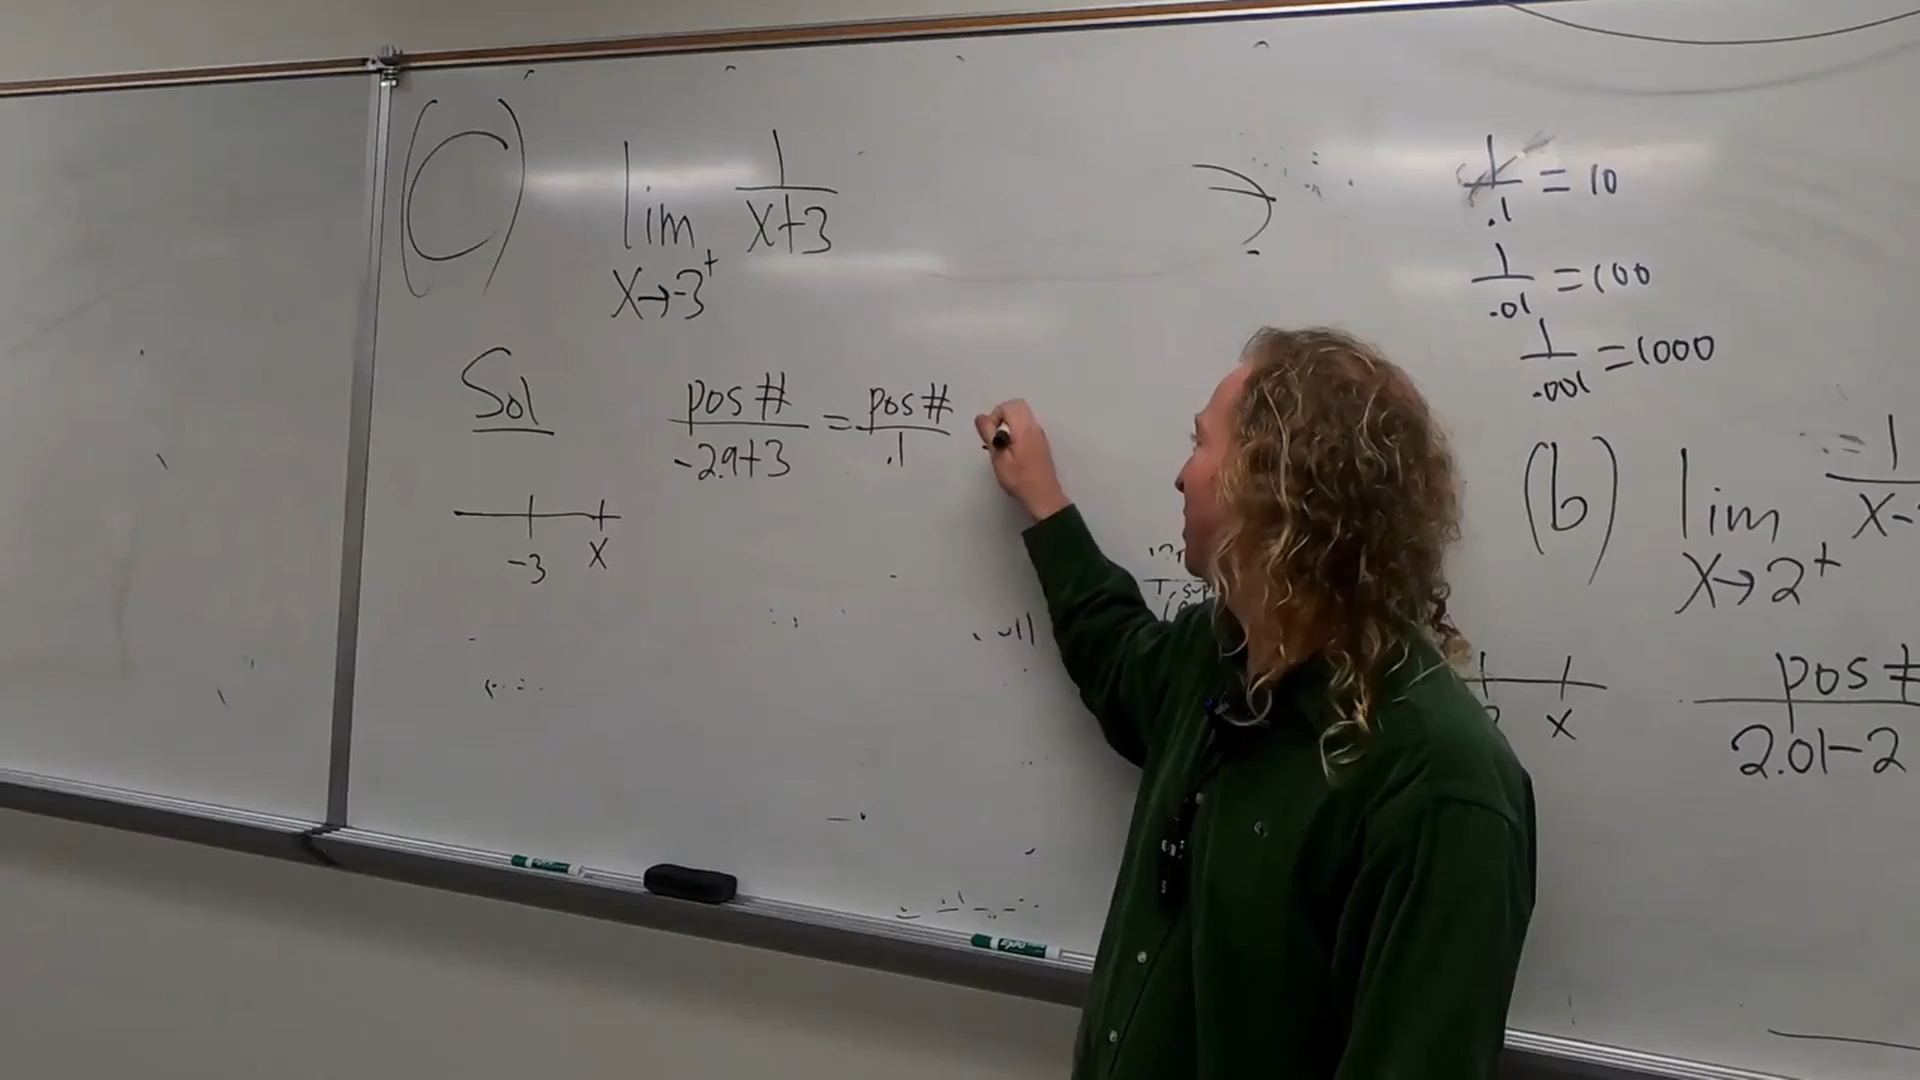 (C) lim x→-3⁺ 1/(x+3)
Sol pos #/(-2.9+3) = pos #/.1
-3 x
1/.1 = 10
1/.01 = 100
1/.001 = 1000
(b) lim x→2⁺ 1/(x-
x
pos #
2.01-2